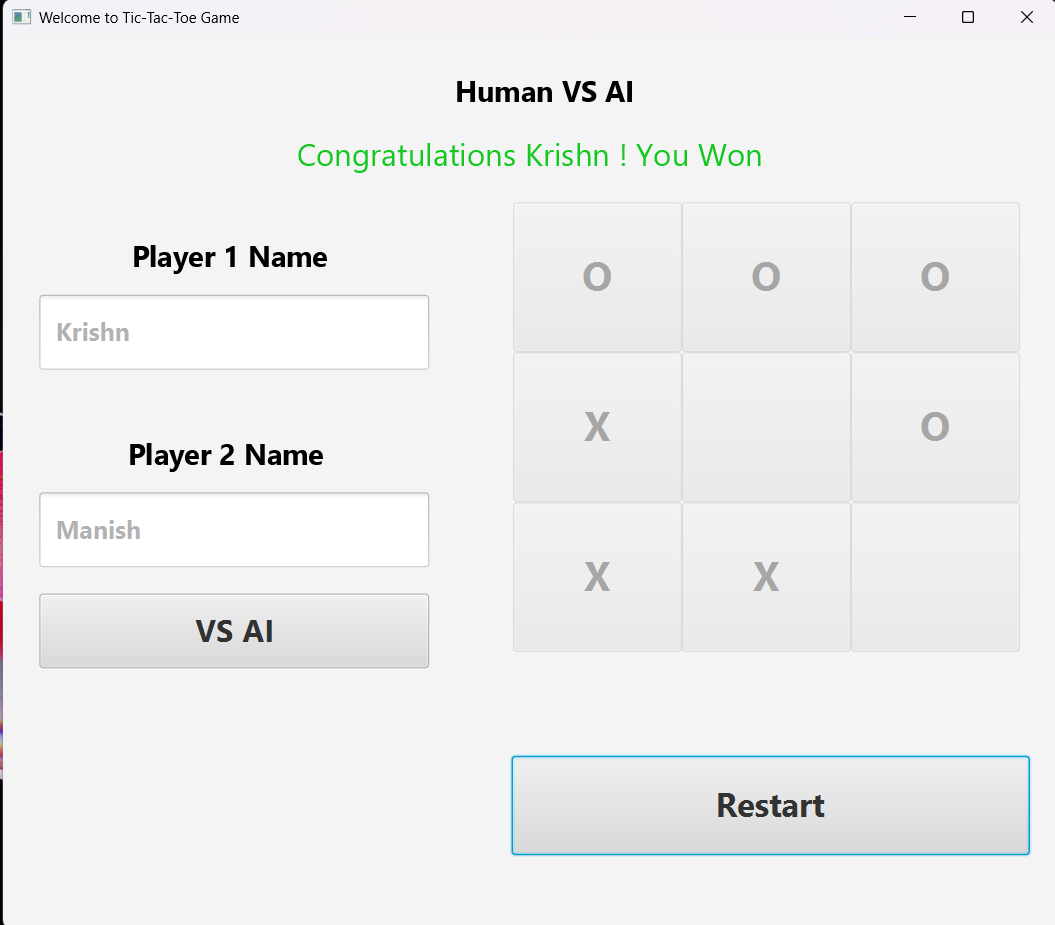 Welcome to Tic-Tac-Toe Game
Human VS AI
Congratulations Krishn ! You Won
Player 1 Name
Krishn
Player 2 Name
Manish
VS AI
O O O
X O
X X
Restart